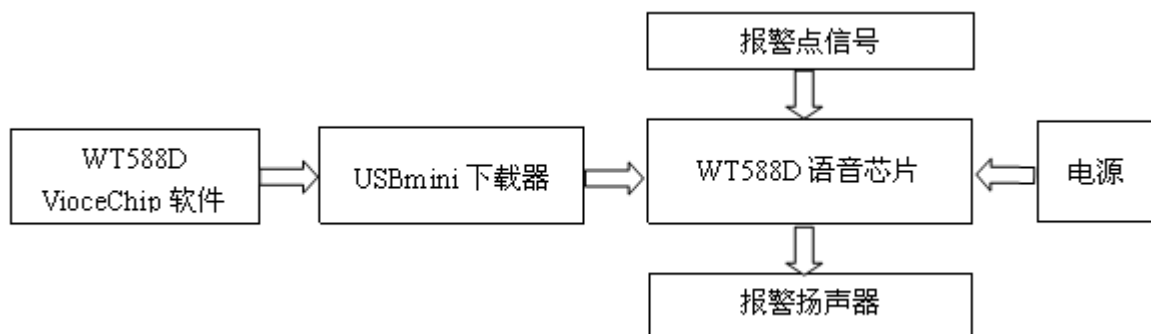 报警点信号
WT588D
VioceChip 软件
USBmini 下载器
WT588D 语音芯片
电源
报警扬声器